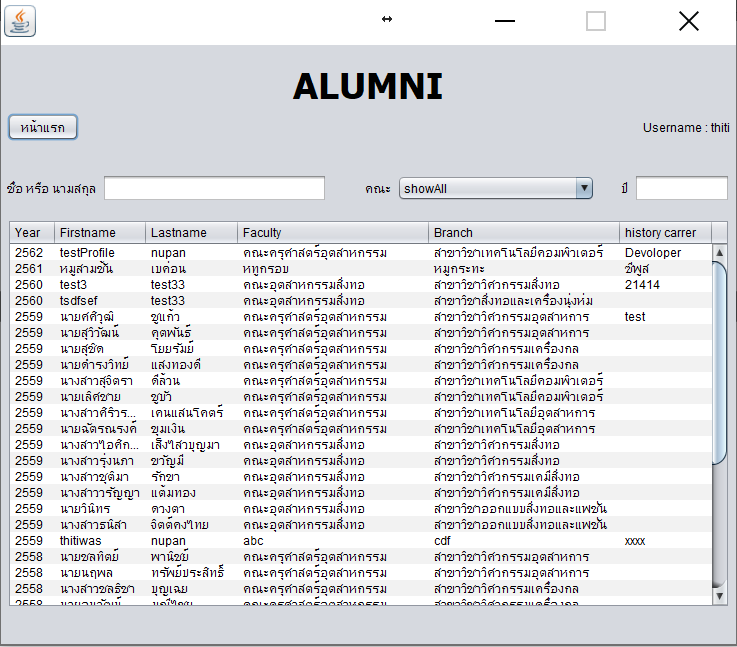 ALUMNI
หน้าแรก
Username : thiti
ชื่อ หรือ นามสกุล
คณะ showAll
ปี
Year Firstname Lastname Faculty Branch history carrer
2562 testProfile nupan คณะครุศาสตร์อุตสาหกรรม สาขาวิชาเทคโนโลยีคอมพิวเตอร์ Devoloper
2561 หมูสามชั้น เบค่อน หทูกรอบ หมูกระทะ ซีพูส
2560 test3 test33 คณะอุตสาหกรรมสิ่งทอ สาขาวิชาวิศวกรรมสิ่งทอ 21414
2560 tsdfsef test33 คณะอุตสาหกรรมสิ่งทอ สาขาวิชาสิ่งทอและเครื่องนุ่งห่ม
2559 นายศศิวุฒิ ชูแก้ว คณะครุศาสตร์อุตสาหกรรม สาขาวิชาวิศวกรรมอุตสาหการ test
2559 นายสุวิวัฒน์ คุตพันธ์ คณะครุศาสตร์อุตสาหกรรม สาขาวิชาวิศวกรรมอุตสาหการ
2559 นายสุชิด โยยรัมย์ คณะครุศาสตร์อุตสาหกรรม สาขาวิชาวิศวกรรมเครื่องกล
2559 นายดำรงวิทย์ แสงทองดี คณะครุศาสตร์อุตสาหกรรม สาขาวิชาวิศวกรรมเครื่องกล
2559 นางสาวสุจิตรา ดีล้วน คณะครุศาสตร์อุตสาหกรรม สาขาวิชาเทคโนโลยีคอมพิวเตอร์
2559 นายเลิศชาย ชูบัว คณะครุศาสตร์อุตสาหกรรม สาขาวิชาเทคโนโลยีคอมพิวเตอร์
2559 นางสาวศิริวร... เคนแสนโคตร์ คณะครุศาสตร์อุตสาหกรรม สาขาวิชาเทคโนโลยีอุตสาหการ
2559 นายฉัตรณรงค์ ชุมเงิน คณะครุศาสตร์อุตสาหกรรม สาขาวิชาเทคโนโลยีอุตสาหการ
2559 นางสาวไอศิก... เส็งไสวบุญมา คณะอุตสาหกรรมสิ่งทอ สาขาวิชาวิศวกรรมสิ่งทอ
2559 นางสาวรุ่งนภา ขวัญมี คณะอุตสาหกรรมสิ่งทอ สาขาวิชาวิศวกรรมสิ่งทอ
2559 นางสาวชุติมา รักขา คณะอุตสาหกรรมสิ่งทอ สาขาวิชาวิศวกรรมเคมีสิ่งทอ
2559 นางสาววรัญญา แต้มทอง คณะอุตสาหกรรมสิ่งทอ สาขาวิชาวิศวกรรมเคมีสิ่งทอ
2559 นายวินิทร ดวงตา คณะอุตสาหกรรมสิ่งทอ สาขาวิชาออกแบบสิ่งทอและแฟชั่น
2559 นางสาวธนิสา จิตต์คงไทย คณะอุตสาหกรรมสิ่งทอ สาขาวิชาออกแบบสิ่งทอและแฟชั่น
2559 thitiwas nupan abc cdf xxxx
2558 นายชลทิตย์ พานิชย์ คณะครุศาสตร์อุตสาหกรรม สาขาวิชาวิศวกรรมอุตสาหการ
2558 นายนฤพล ทรัพย์ประสิทธิ์ คณะครุศาสตร์อุตสาหกรรม สาขาวิชาวิศวกรรมอุตสาหการ
2558 นางสาวชลธิชา บุญเฉย คณะครุศาสตร์อุตสาหกรรม สาขาวิชาวิศวกรรมเครื่องกล
2558 คณะครุศาสตร์อุตสาหกรรม สาขาวิชาวิศวกรรมเครื่องกล